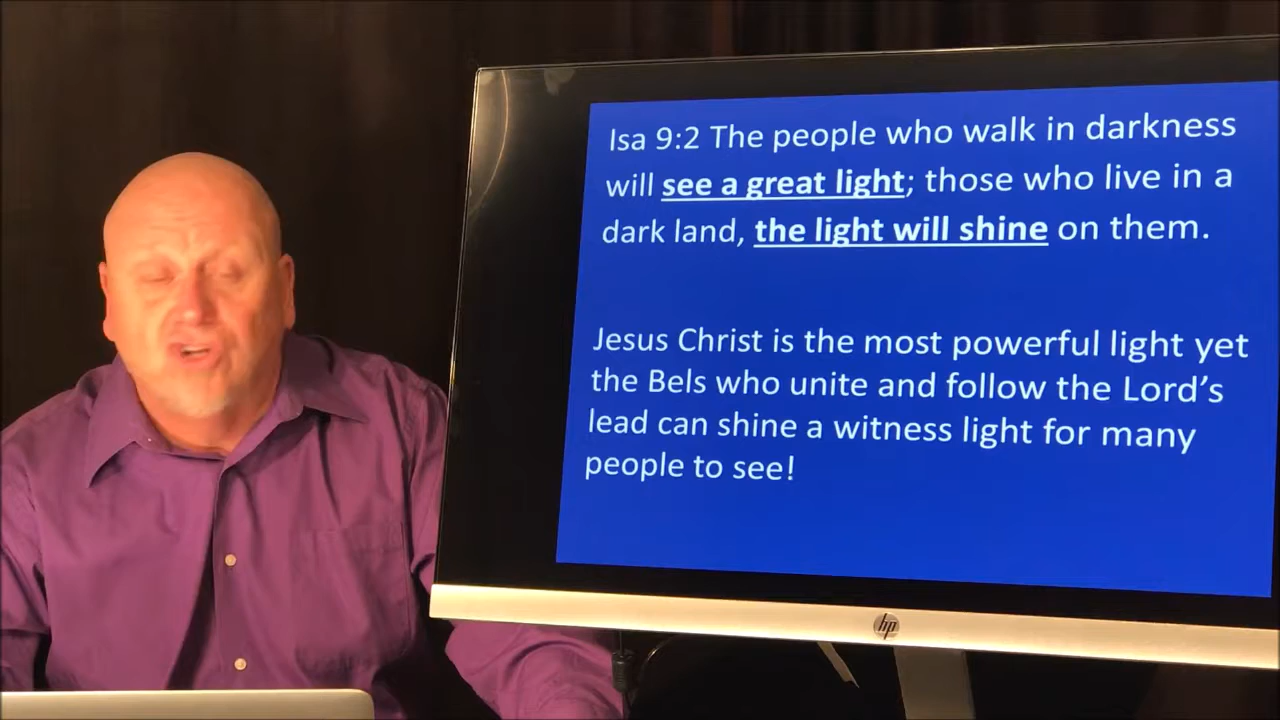 Isa 9:2 The people who walk in darkness
will see a great light; those who live in a
dark land, the light will shine on them.
Jesus Christ is the most powerful light yet
the Bels who unite and follow the Lord’s
lead can shine a witness light for many
people to see!
hp